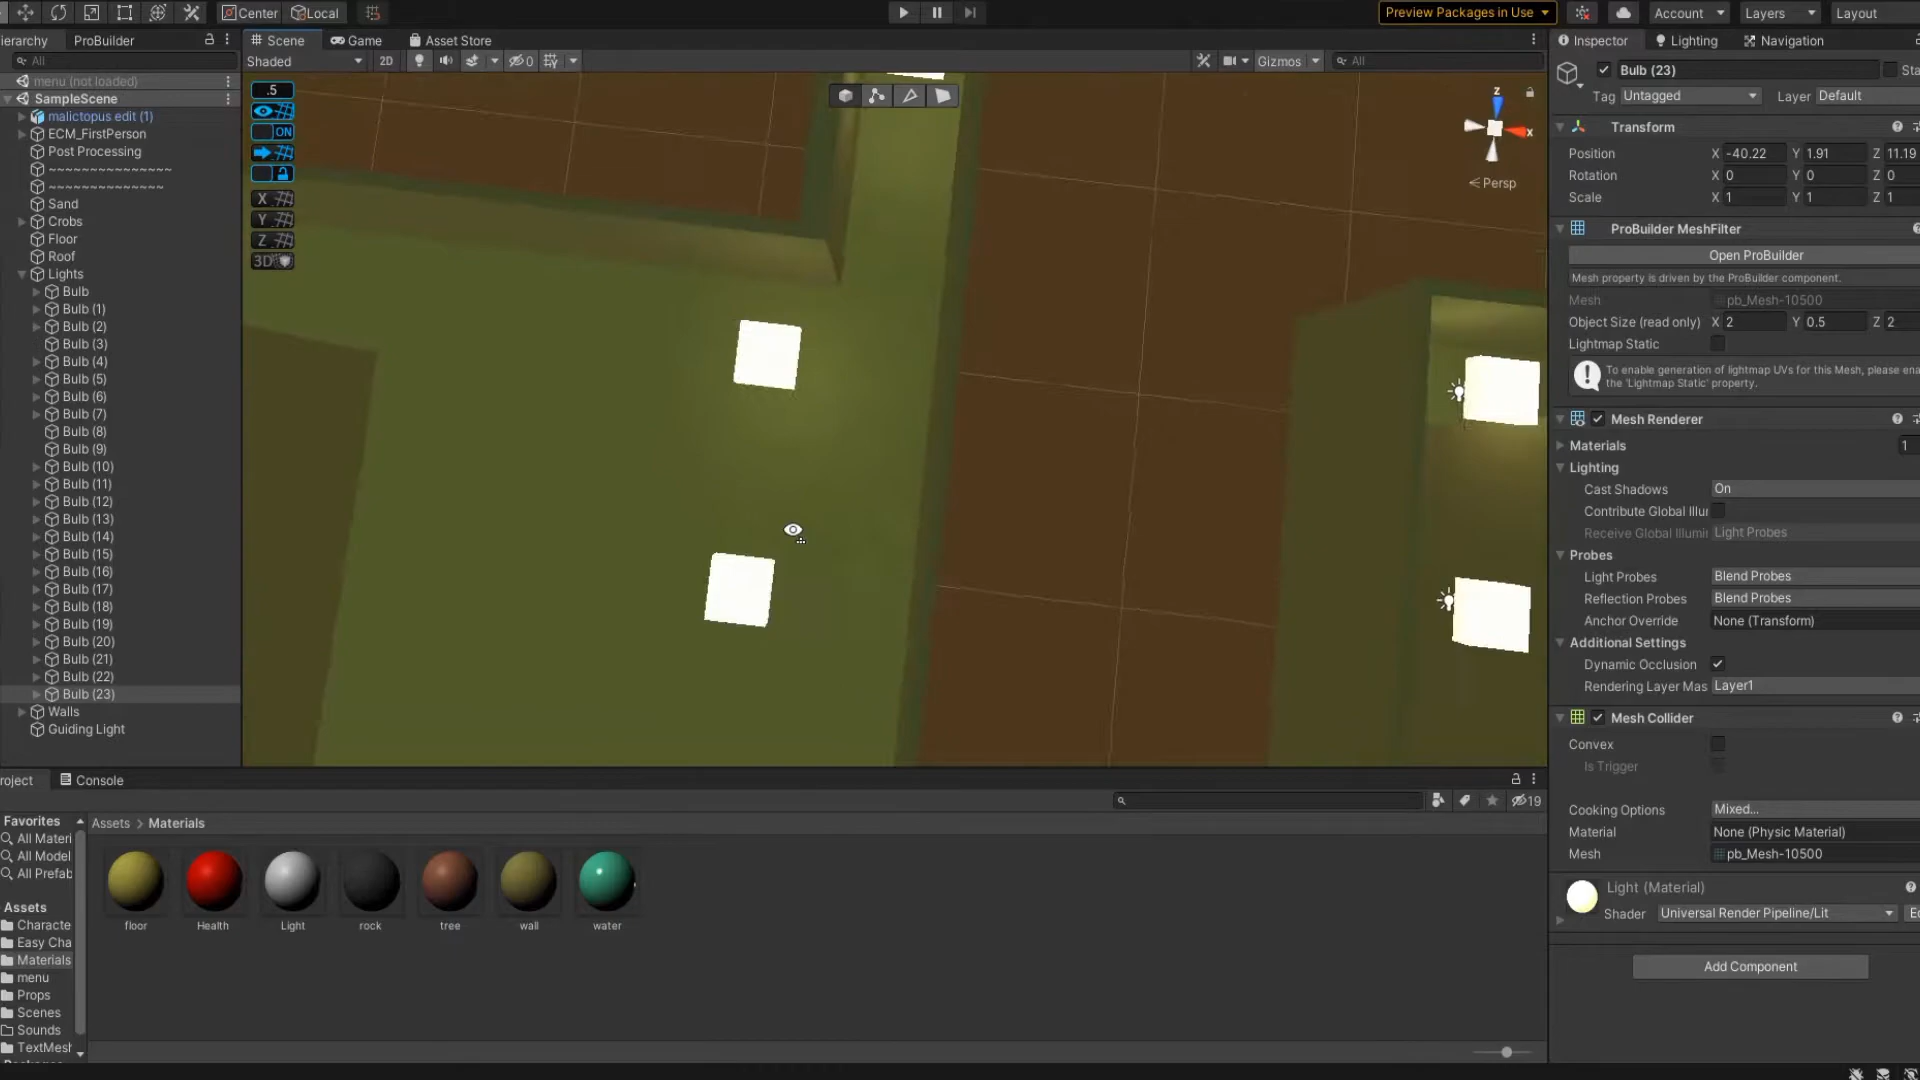 Center
Local
Preview Packages in Use
Account
Layers
Layout
ierarchy
ProBuilder
Scene
Game
Asset Store
Inspector
Lighting
Navigation
All
Shaded
2D
0
Gizmos
All
Bulb (23)
Sta
Tag
Untagged
Layer
Default
menu (not loaded)
SampleScene
malictopus edit (1)
ECM_FirstPerson
Post Processing
~~~~~~~~~~~~~~~
~~~~~~~~~~~~~~
Sand
Crobs
Floor
Roof
Lights
Bulb
Bulb (1)
Bulb (2)
Bulb (3)
Bulb (4)
Bulb (5)
Bulb (6)
Bulb (7)
Bulb (8)
Bulb (9)
Bulb (10)
Bulb (11)
Bulb (12)
Bulb (13)
Bulb (14)
Bulb (15)
Bulb (16)
Bulb (17)
Bulb (18)
Bulb (19)
Bulb (20)
Bulb (21)
Bulb (22)
Bulb (23)
Walls
Guiding Light
.5
ON
X
Y
Z
3D
z
x
Persp
Transform
Position X -40.22 Y 1.91 Z 11.19
Rotation X 0 Y 0 Z 0
Scale X 1 Y 1 Z 1
ProBuilder MeshFilter
Open ProBuilder
Mesh property is driven by the ProBuilder component.
Mesh pb_Mesh-10500
Object Size (read only) X 2 Y 0.5 Z 2
Lightmap Static
To enable generation of lightmap UVs for this Mesh, please ena
the 'Lightmap Static' property.
Mesh Renderer
Materials 1
Lighting
Cast Shadows On
Contribute Global Illur
Receive Global Illumir Light Probes
Probes
Light Probes Blend Probes
Reflection Probes Blend Probes
Anchor Override None (Transform)
Additional Settings
Dynamic Occlusion
Rendering Layer Mas Layer1
Mesh Collider
Convex
Is Trigger
Cooking Options Mixed...
Material None (Physic Material)
Mesh pb_Mesh-10500
Light (Material)
Shader Universal Render Pipeline/Lit
Add Component
roject
Console
19
Favorites
All Materi
All Model
All Prefab
Assets
Characte
Easy Cha
Materials
menu
Props
Scenes
Sounds
TextMesh
Assets > Materials
floor
Health
Light
rock
tree
wall
water